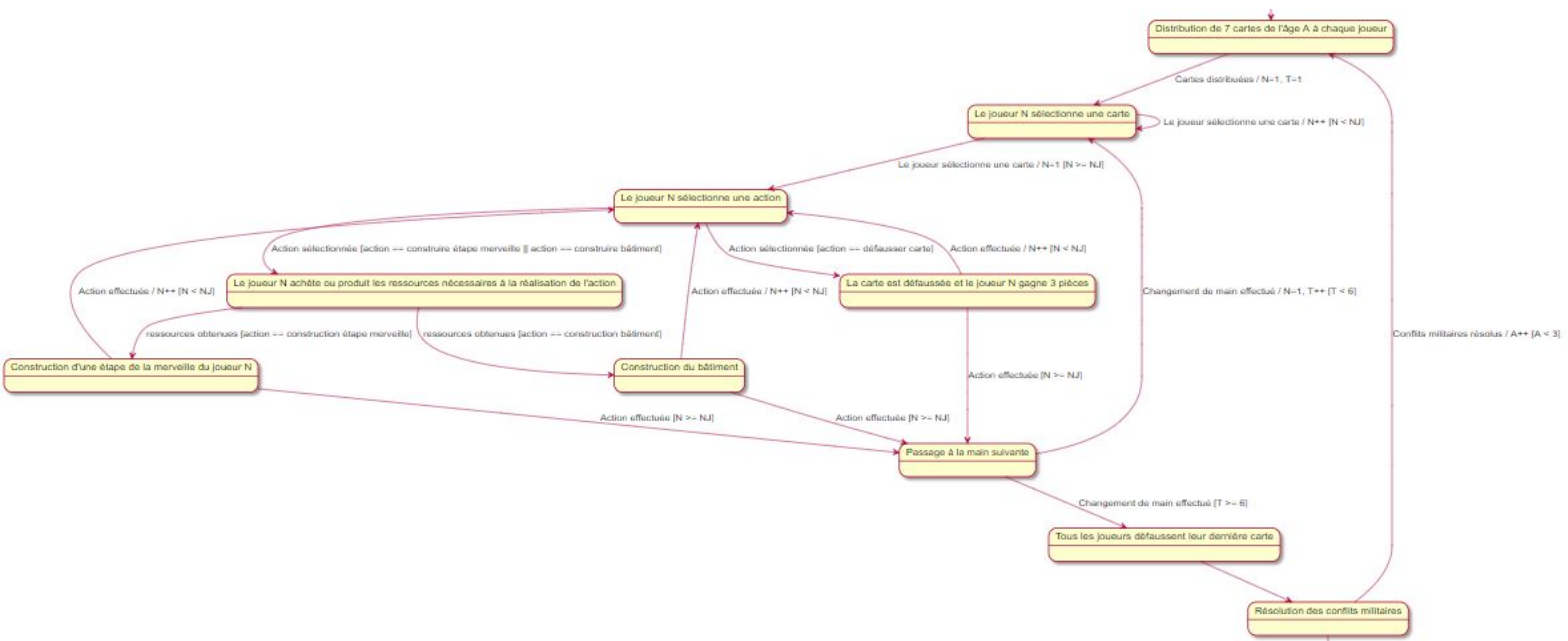 Distribution de 7 cartes de l'âge A à chaque joueur
Cartes distribuées / N=1, T=1
Le joueur N sélectionne une carte
Le joueur sélectionne une carte / N++ [N < NJ]
Le joueur sélectionne une carte / N=1 [N >= NJ]
Le joueur N sélectionne une action
Action sélectionnée [action == construire étape merveille || action == construire bâtiment]
Action sélectionnée [action == défausser carte]
Action effectuée / N++ [N < NJ]
Le joueur N achète ou produit les ressources nécessaires à la réalisation de l'action
La carte est défaussée et le joueur N gagne 3 pièces
Action effectuée / N++ [N < NJ]
Action effectuée / N++ [N < NJ]
Changement de main effectué / N=1, T++ [T < 6]
ressources obtenues [action == construction étape merveille]
ressources obtenues [action == construction bâtiment]
Conflits militaires résolus / A++ [A < 3]
Construction d'une étape de la merveille du joueur N
Construction du bâtiment
Action effectuée [N >= NJ]
Action effectuée [N >= NJ]
Action effectuée [N >= NJ]
Passage à la main suivante
Changement de main effectué [T >= 6]
Tous les joueurs défaussent leur dernière carte
Résolution des conflits militaires